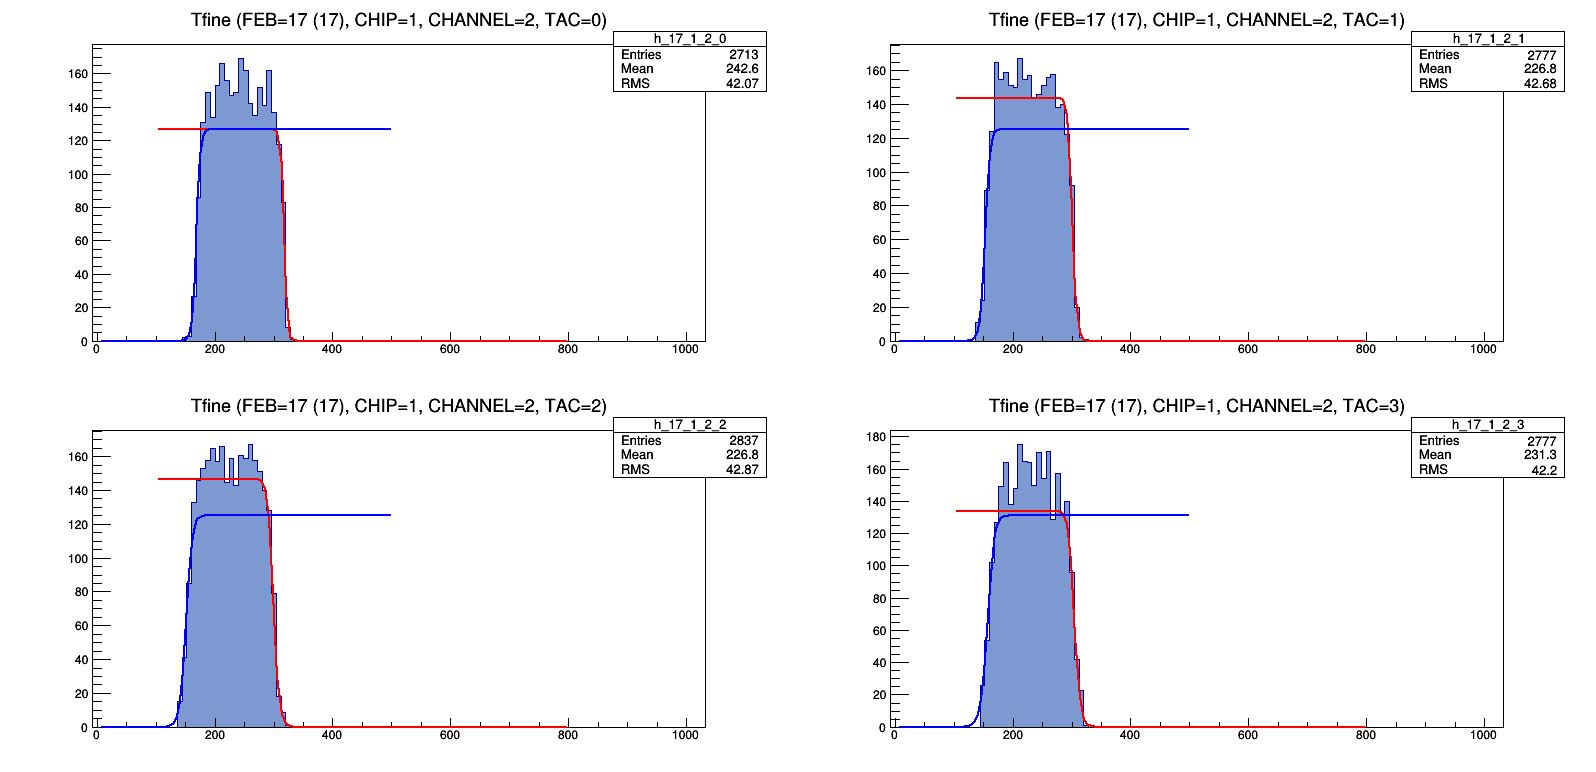 Tfine (FEB=17 (17), CHIP=1, CHANNEL=2, TAC=0)
h_17_1_2_0
Entries 2713
Mean 242.6
RMS 42.07
160
140
120
100
80
60
40
20
0
0 200 400 600 800 1000
Tfine (FEB=17 (17), CHIP=1, CHANNEL=2, TAC=1)
h_17_1_2_1
Entries 2777
Mean 226.8
RMS 42.68
160
140
120
100
80
60
40
20
0
0 200 400 600 800 1000
Tfine (FEB=17 (17), CHIP=1, CHANNEL=2, TAC=2)
h_17_1_2_2
Entries 2837
Mean 226.8
RMS 42.87
160
140
120
100
80
60
40
20
0
0 200 400 600 800 1000
Tfine (FEB=17 (17), CHIP=1, CHANNEL=2, TAC=3)
h_17_1_2_3
Entries 2777
Mean 231.3
RMS 42.2
180
160
140
120
100
80
60
40
20
0
0 200 400 600 800 1000